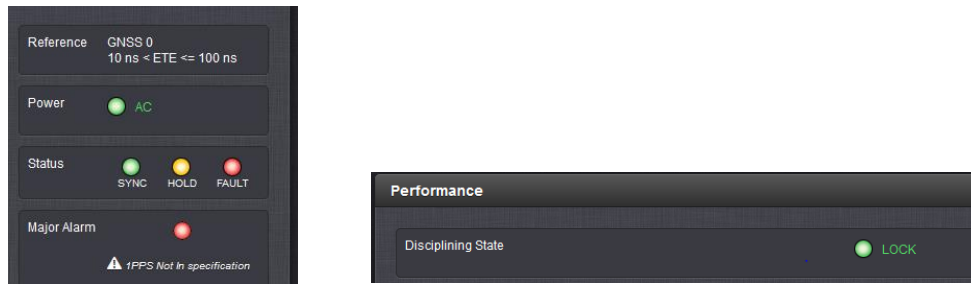 Reference GNSS 0
10 ns < ETE <= 100 ns
Power AC
Status
SYNC HOLD FAULT
Major Alarm
1PPS Not In specification
Performance
Disciplining State LOCK